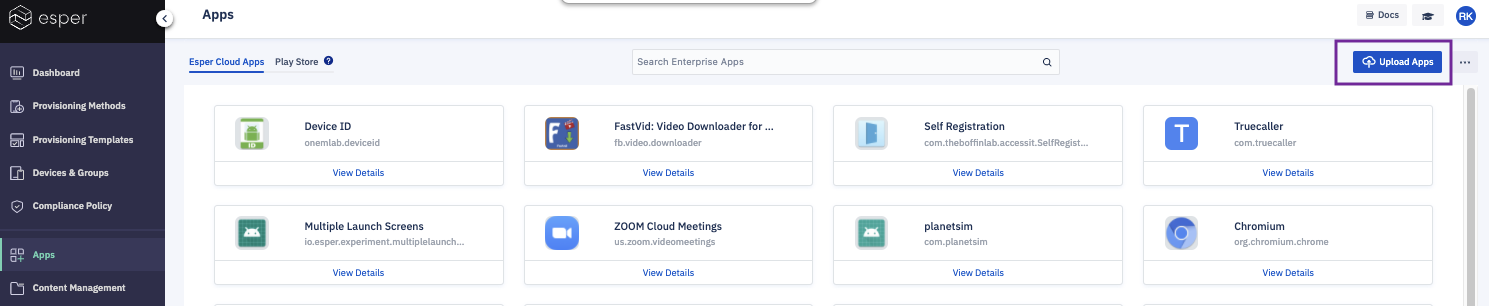 esper
Apps
Docs
RK
Dashboard
Provisioning Methods
Provisioning Templates
Devices & Groups
Compliance Policy
Apps
Content Management
Esper Cloud Apps
Play Store ?
Search Enterprise Apps
Upload Apps
...
Device ID
onemlab.deviceid
View Details
FastVid: Video Downloader for ...
fb.video.downloader
View Details
Self Registration
com.theboffinlab.accessit.SelfRegist...
View Details
T
Truecaller
com.truecaller
View Details
Multiple Launch Screens
io.esper.experiment.multiplelaunch...
View Details
ZOOM Cloud Meetings
us.zoom.videomeetings
View Details
planetsim
com.planetsim
View Details
Chromium
org.chromium.chrome
View Details